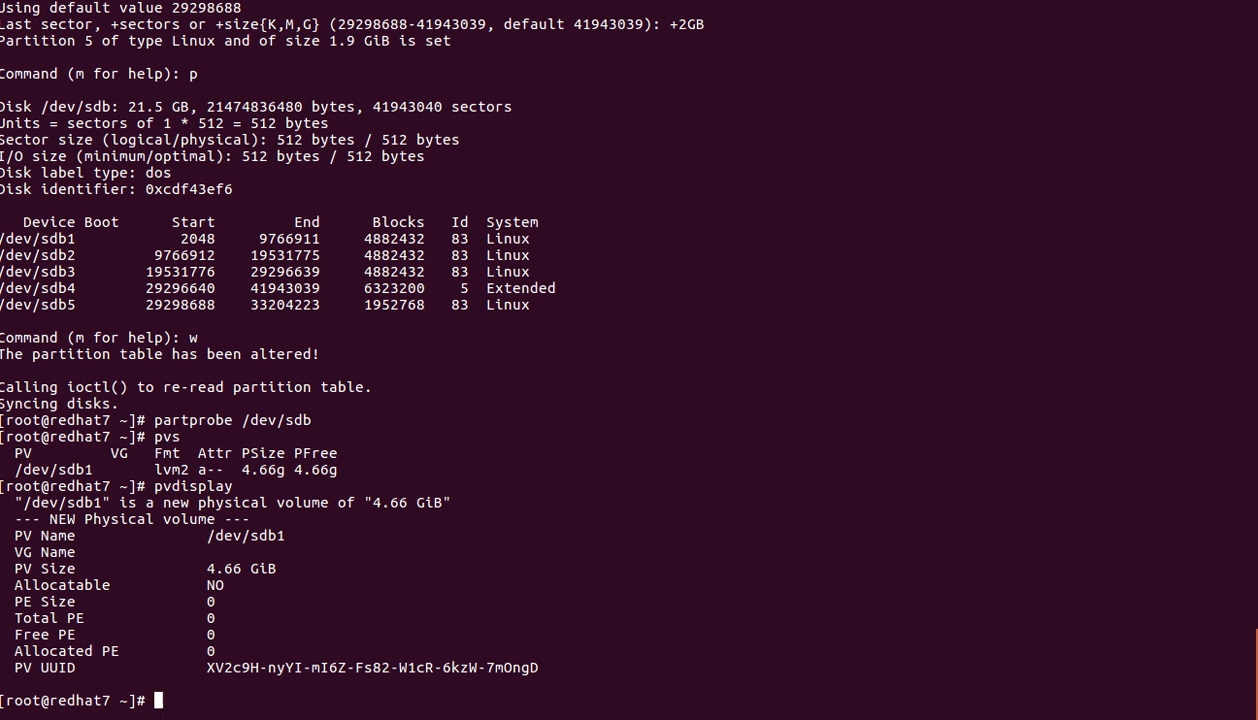 Using default value 29298688
Last sector, +sectors or +size{K,M,G} (29298688-41943039, default 41943039): +2GB
Partition 5 of type Linux and of size 1.9 GiB is set
Command (m for help): p
Disk /dev/sdb: 21.5 GB, 21474836480 bytes, 41943040 sectors
Units = sectors of 1 * 512 = 512 bytes
Sector size (logical/physical): 512 bytes / 512 bytes
I/O size (minimum/optimal): 512 bytes / 512 bytes
Disk label type: dos
Disk identifier: 0xcdf43ef6
Device Boot Start End Blocks Id System
/dev/sdb1 2048 9766911 4882432 83 Linux
/dev/sdb2 9766912 19531775 4882432 83 Linux
/dev/sdb3 19531776 29296639 4882432 83 Linux
/dev/sdb4 29296640 41943039 6323200 5 Extended
/dev/sdb5 29298688 33204223 1952768 83 Linux
Command (m for help): w
The partition table has been altered!
Calling ioctl() to re-read partition table.
Syncing disks.
[root@redhat7 ~]# partprobe /dev/sdb
[root@redhat7 ~]# pvs
PV VG Fmt Attr PSize PFree
/dev/sdb1 lvm2 a-- 4.66g 4.66g
[root@redhat7 ~]# pvdisplay
"/dev/sdb1" is a new physical volume of "4.66 GiB"
--- NEW Physical volume ---
PV Name /dev/sdb1
VG Name
PV Size 4.66 GiB
Allocatable NO
PE Size 0
Total PE 0
Free PE 0
Allocated PE 0
PV UUID XV2c9H-nyYI-mI6Z-Fs82-W1cR-6kzW-7mOngD
[root@redhat7 ~]#